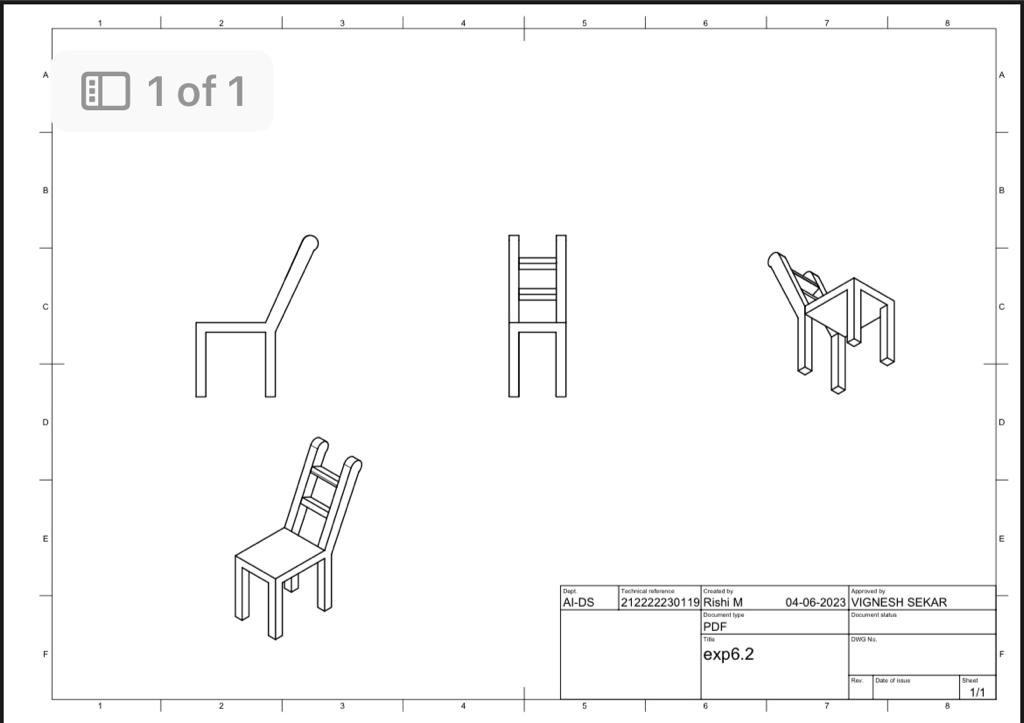 1 2 3 4 5 6 7 8
A A
1 of 1
B B
C C
D D
E E
Dept. Technical reference Created by Approved by
AI-DS 212222230119 Rishi M 04-06-2023 VIGNESH SEKAR
Document type Document status
PDF
Title DWG No.
exp6.2
F F
Rev. Date of issue Sheet
1/1
1 2 3 4 5 6 7 8